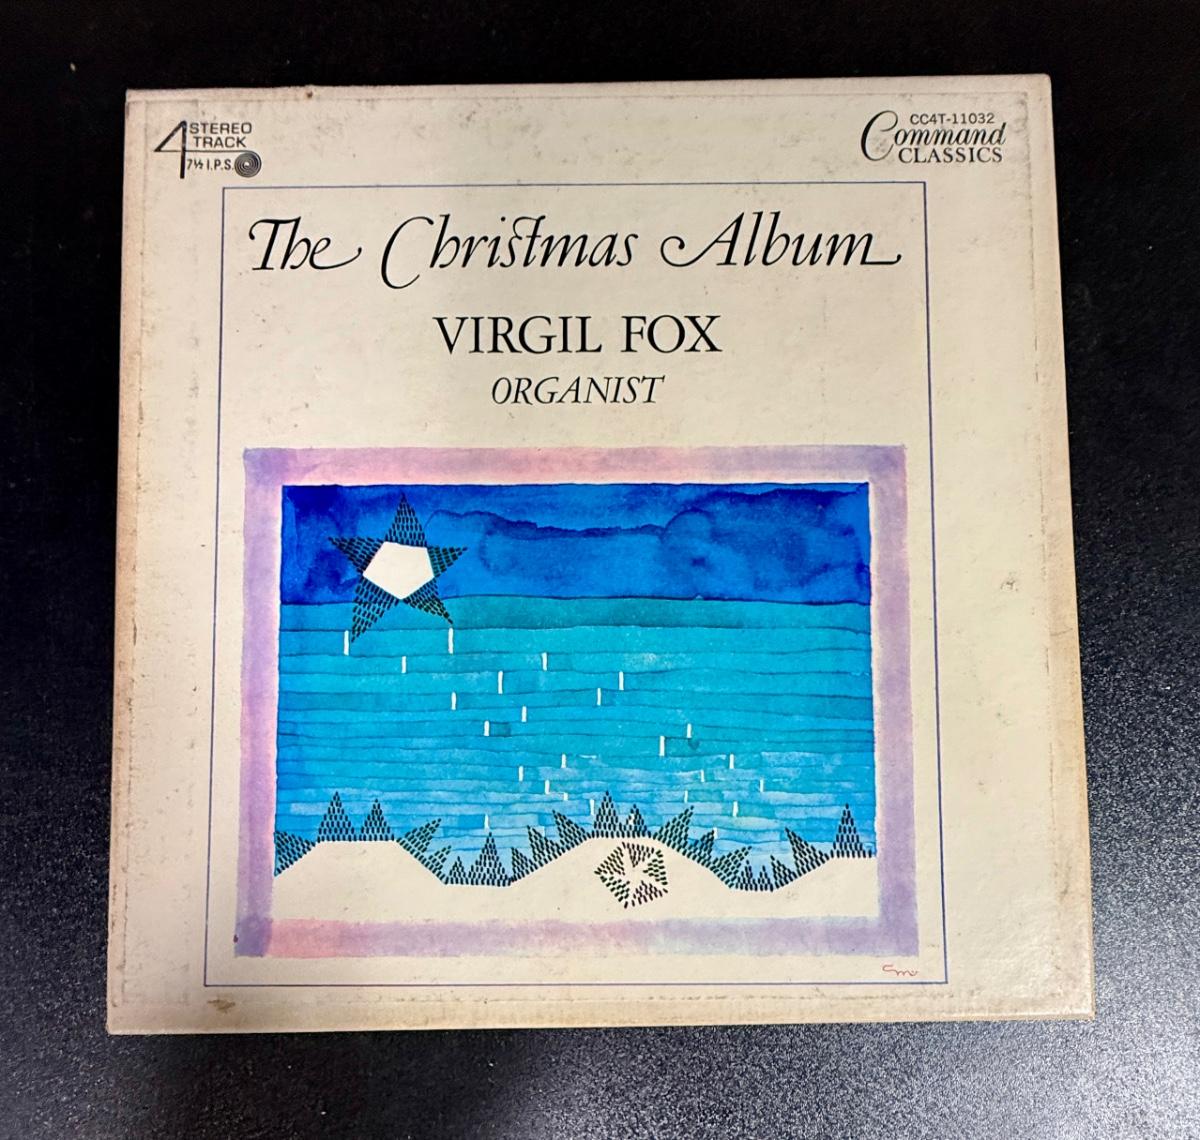 4 STEREO
TRACK
7½ I.P.S.
CC4T-11032
Command
CLASSICS
The Christmas Album
VIRGIL FOX
ORGANIST